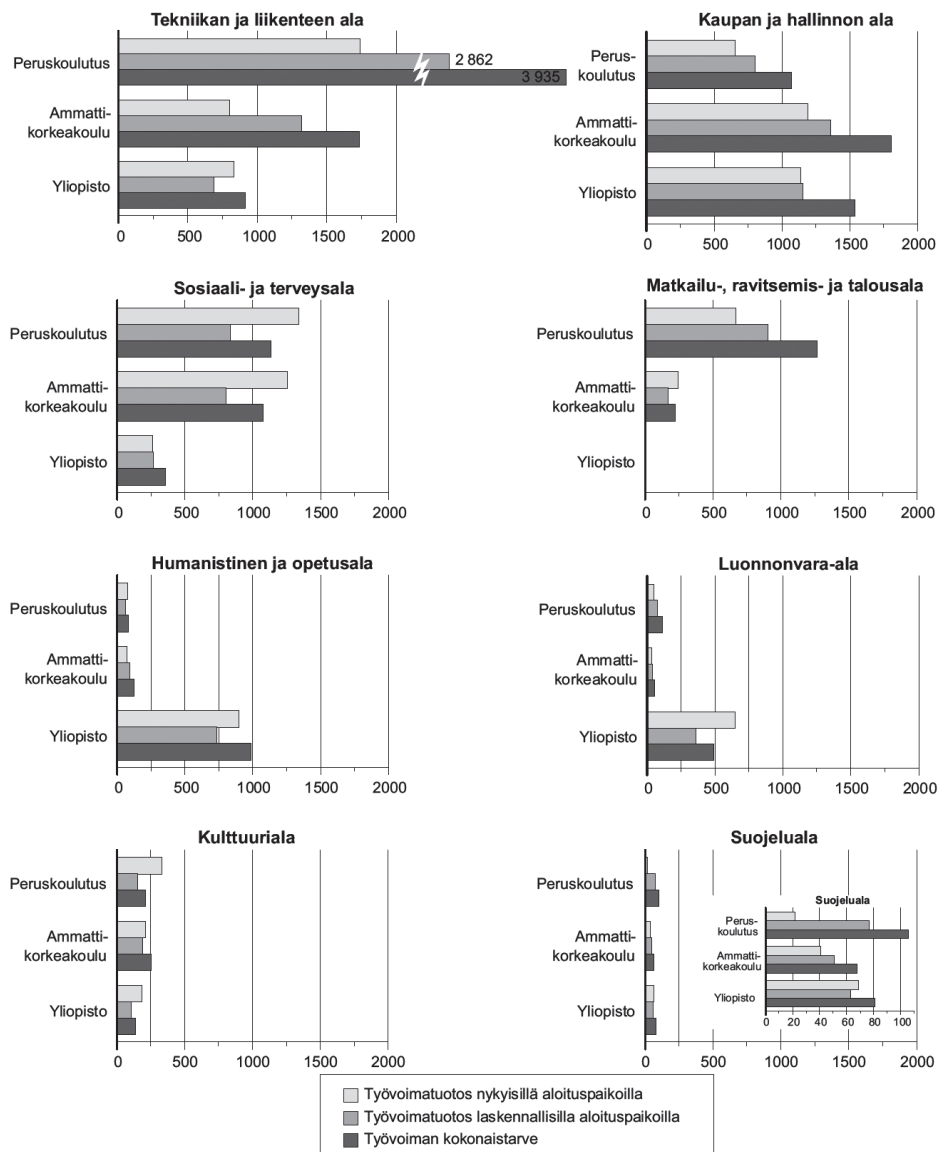 Tekniikan ja liikenteen ala
Peruskoulutus
2 862
3 935
Ammatti-
korkeakoulu
Yliopisto
0 500 1000 1500 2000
Kaupan ja hallinnon ala
Perus-
koulutus
Ammatti-
korkeakoulu
Yliopisto
0 500 1000 1500 2000
Sosiaali- ja terveysala
Peruskoulutus
Ammatti-
korkeakoulu
Yliopisto
0 500 1000 1500 2000
Matkailu-, ravitsemis- ja talousala
Peruskoulutus
Ammatti-
korkeakoulu
Yliopisto
0 500 1000 1500 2000
Humanistinen ja opetusala
Peruskoulutus
Ammatti-
korkeakoulu
Yliopisto
0 500 1000 1500 2000
Luonnonvara-ala
Peruskoulutus
Ammatti-
korkeakoulu
Yliopisto
0 500 1000 1500 2000
Kulttuuriala
Peruskoulutus
Ammatti-
korkeakoulu
Yliopisto
0 500 1000 1500 2000
Suojeluala
Peruskoulutus
Ammatti-
korkeakoulu
Yliopisto
0 500 1000 1500 2000
Suojeluala
Perus-
koulutus
Ammatti-
korkeakoulu
Yliopisto
0 20 40 60 80 100
Työvoimatuotos nykyisillä aloituspaikoilla
Työvoimatuotos laskennallisilla aloituspaikoilla
Työvoiman kokonaistarve